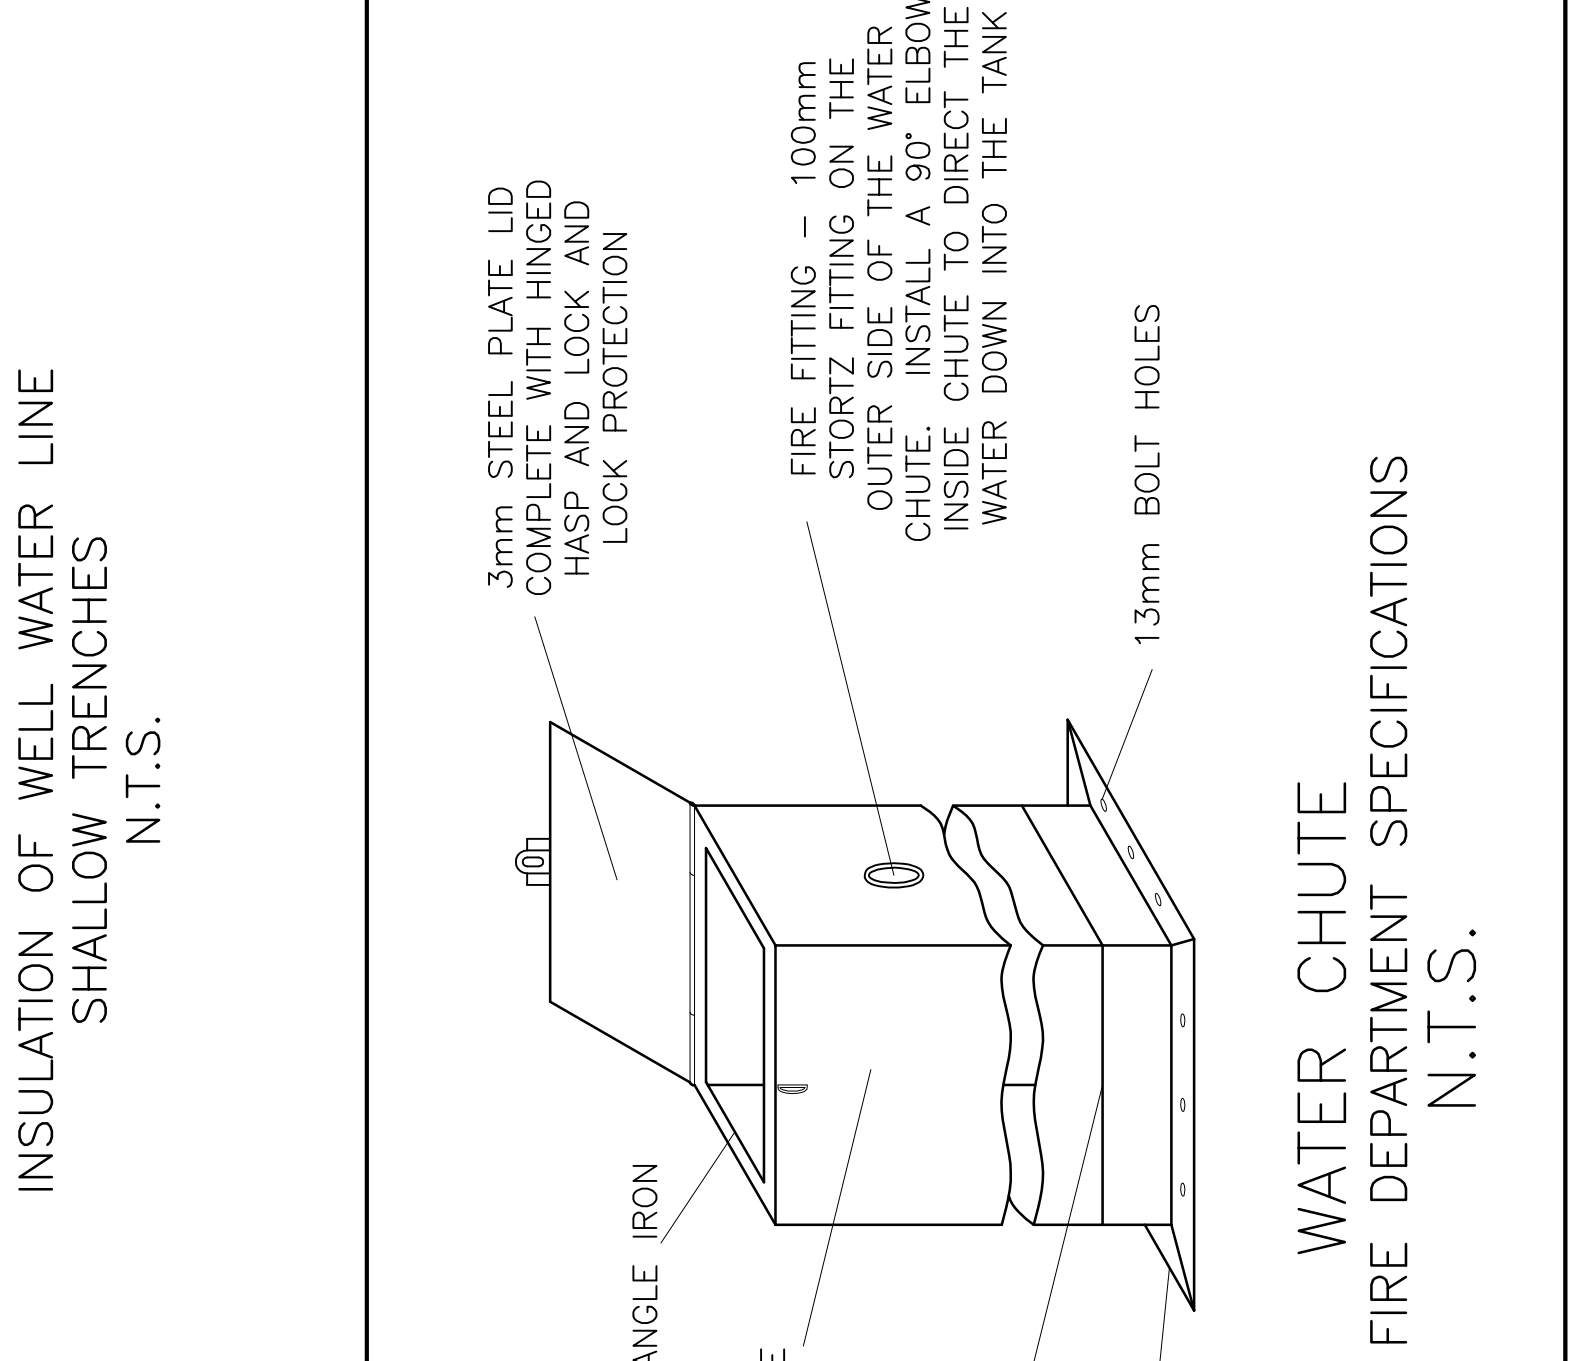 INSULATION OF WELL WATER LINE
SHALLOW TRENCHES
N.T.S.
3mm STEEL PLATE LID
COMPLETE WITH HINGED
HASP AND LOCK AND
LOCK PROTECTION
ANGLE IRON
E
FIRE FITTING – 100mm
STORTZ FITTING ON THE
OUTER SIDE OF THE WATER
CHUTE. INSTALL A 90° ELBOW
INSIDE CHUTE TO DIRECT THE
WATER DOWN INTO THE TANK
13mm BOLT HOLES
WATER CHUTE
FIRE DEPARTMENT SPECIFICATIONS
N.T.S.